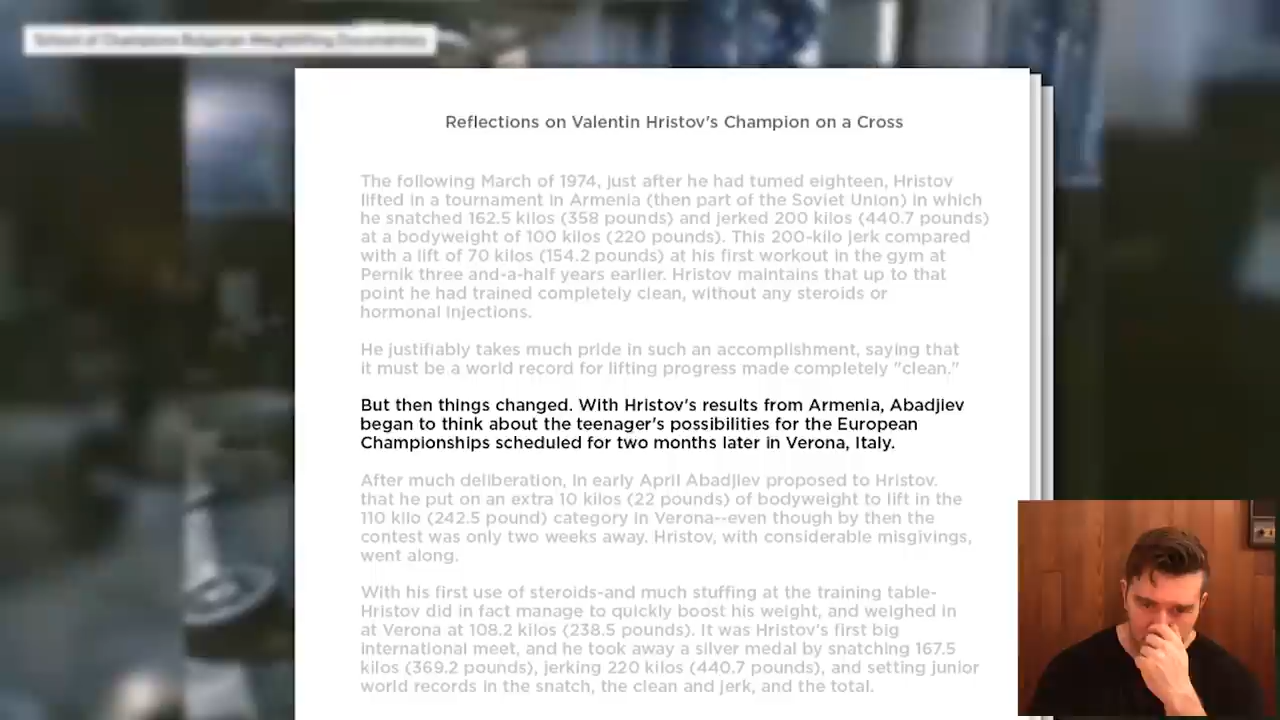 School of Champions Bulgarian Weightlifting Documentary
Reflections on Valentin Hristov's Champion on a Cross
The following March of 1974, just after he had tumed eighteen, Hristov
lifted in a tournament in Armenia (then part of the Soviet Union) in which
he snatched 162.5 kilos (358 pounds) and jerked 200 kilos (440.7 pounds)
at a bodyweight of 100 kilos (220 pounds). This 200-kilo jerk compared
with a lift of 70 kilos (154.2 pounds) at his first workout in the gym at
Pernik three and-a-half years earlier. Hristov maintains that up to that
point he had trained completely clean, without any steroids or
hormonal injections.
He justifiably takes much pride in such an accomplishment, saying that
it must be a world record for lifting progress made completely "clean."
But then things changed. With Hristov's results from Armenia, Abadjiev
began to think about the teenager's possibilities for the European
Championships scheduled for two months later in Verona, Italy.
After much deliberation, in early April Abadjiev proposed to Hristov.
that he put on an extra 10 kilos (22 pounds) of bodyweight to lift in the
110 kilo (242.5 pound) category in Verona--even though by then the
contest was only two weeks away. Hristov, with considerable misgivings,
went along.
With his first use of steroids-and much stuffing at the training table-
Hristov did in fact manage to quickly boost his weight, and weighed in
at Verona at 108.2 kilos (238.5 pounds). It was Hristov's first big
international meet, and he took away a silver medal by snatching 167.5
kilos (369.2 pounds), jerking 220 kilos (440.7 pounds), and setting junior
world records in the snatch, the clean and jerk, and the total.